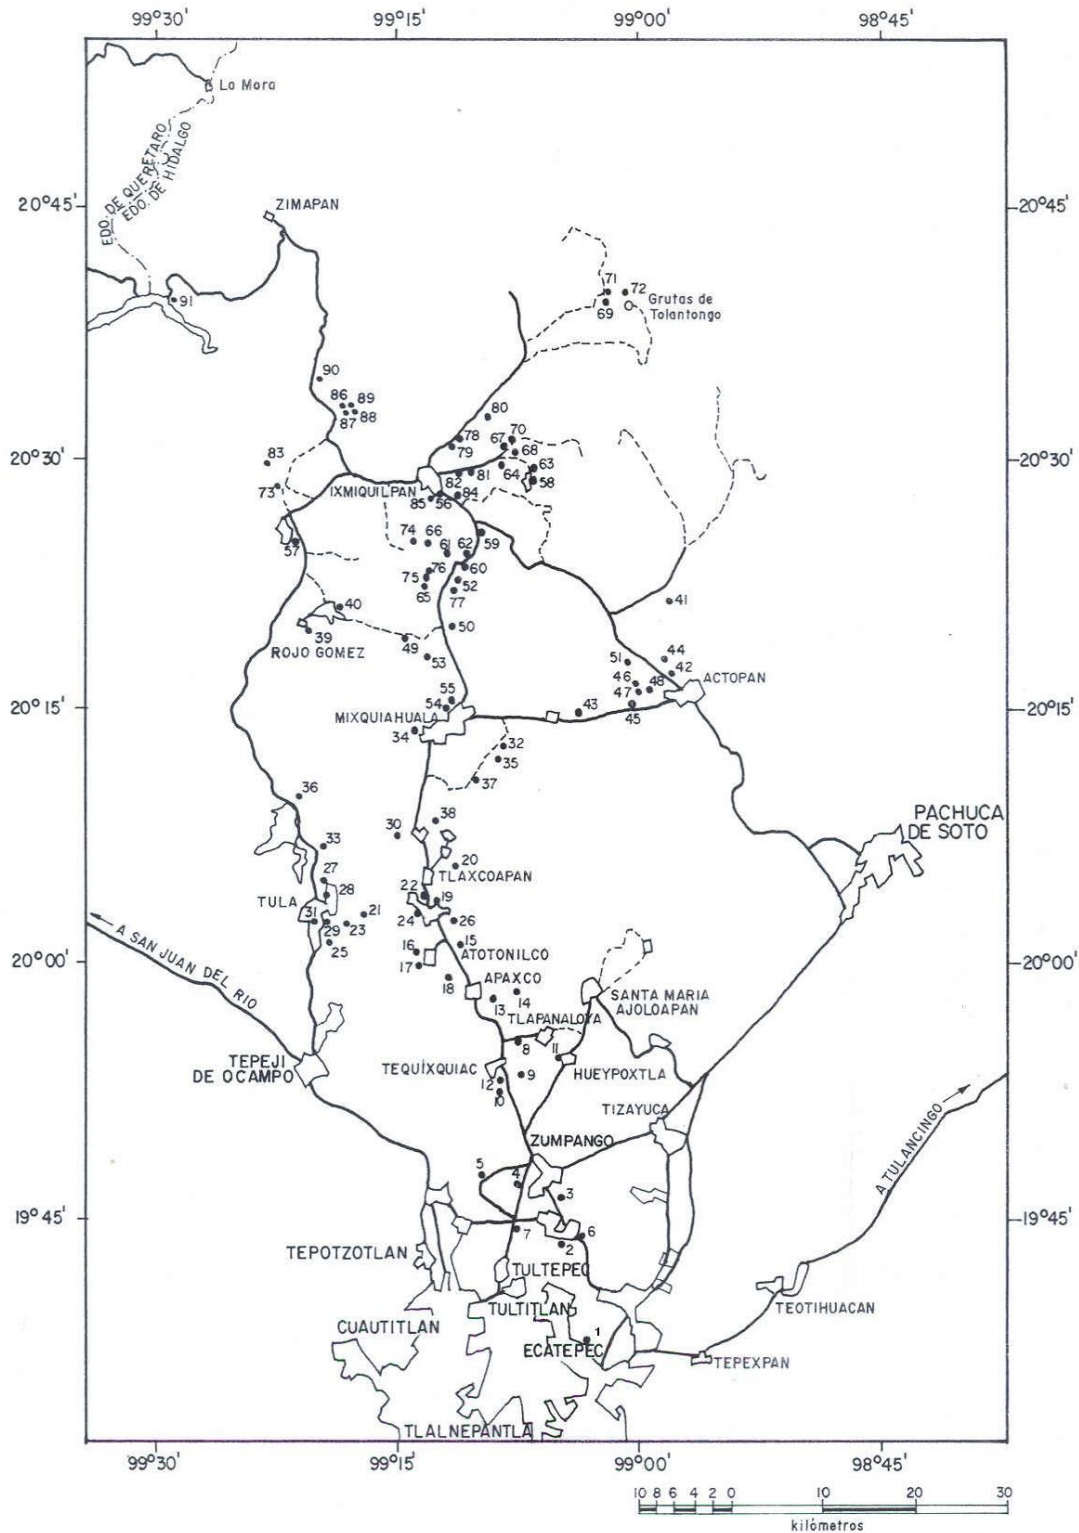 99°30'
99°15'
99°00'
98°45'
La Mora
EDO. DE QUERETARO
EDO. DE HIDALGO
20°45'
20°45'
ZIMAPAN
71
72
69
Grutas de
Tolantongo
91
90
86
89
87
88
80
78
79
67
70
68
83
20°30'
20°30'
64
63
58
82
81
73
IXMIQUILPAN
85
56
84
57
74
66
61
62
59
76
75
60
65
52
77
40
41
39
ROJO GOMEZ
49
50
53
51
44
42
46
47
48
ACTOPAN
45
55
54
43
20°15'
20°15'
MIXQUIAHUALA
34
32
35
37
36
30
38
PACHUCA
DE SOTO
33
20
TLAXCOAPAN
27
28
22
19
TULA
31
21
24
26
29
23
25
A SAN JUAN DEL RIO
16
15
ATOTONILCO
20°00'
20°00'
17
18
APAXCO
14
13
SANTA MARIA
AJOLOAPAN
TLAPANALOYA
8
11
TEPEJI
DE OCAMPO
TEQUÍXQUIAC
12
9
HUEYPOXTLA
10
TIZAYUCA
ZUMPANGO
A TULANCINGO
5
4
3
19°45'
19°45'
7
2
6
TEPOTZOTLAN
TULTEPEC
TULTITLAN
TEOTIHUACAN
CUAUTITLAN
1
ECATEPEC
TEPEXPAN
TLALNEPANTLA
99°30'
99°15'
99°00'
98°45'
10 8 6 4 2 0 10 20 30
kilómetros